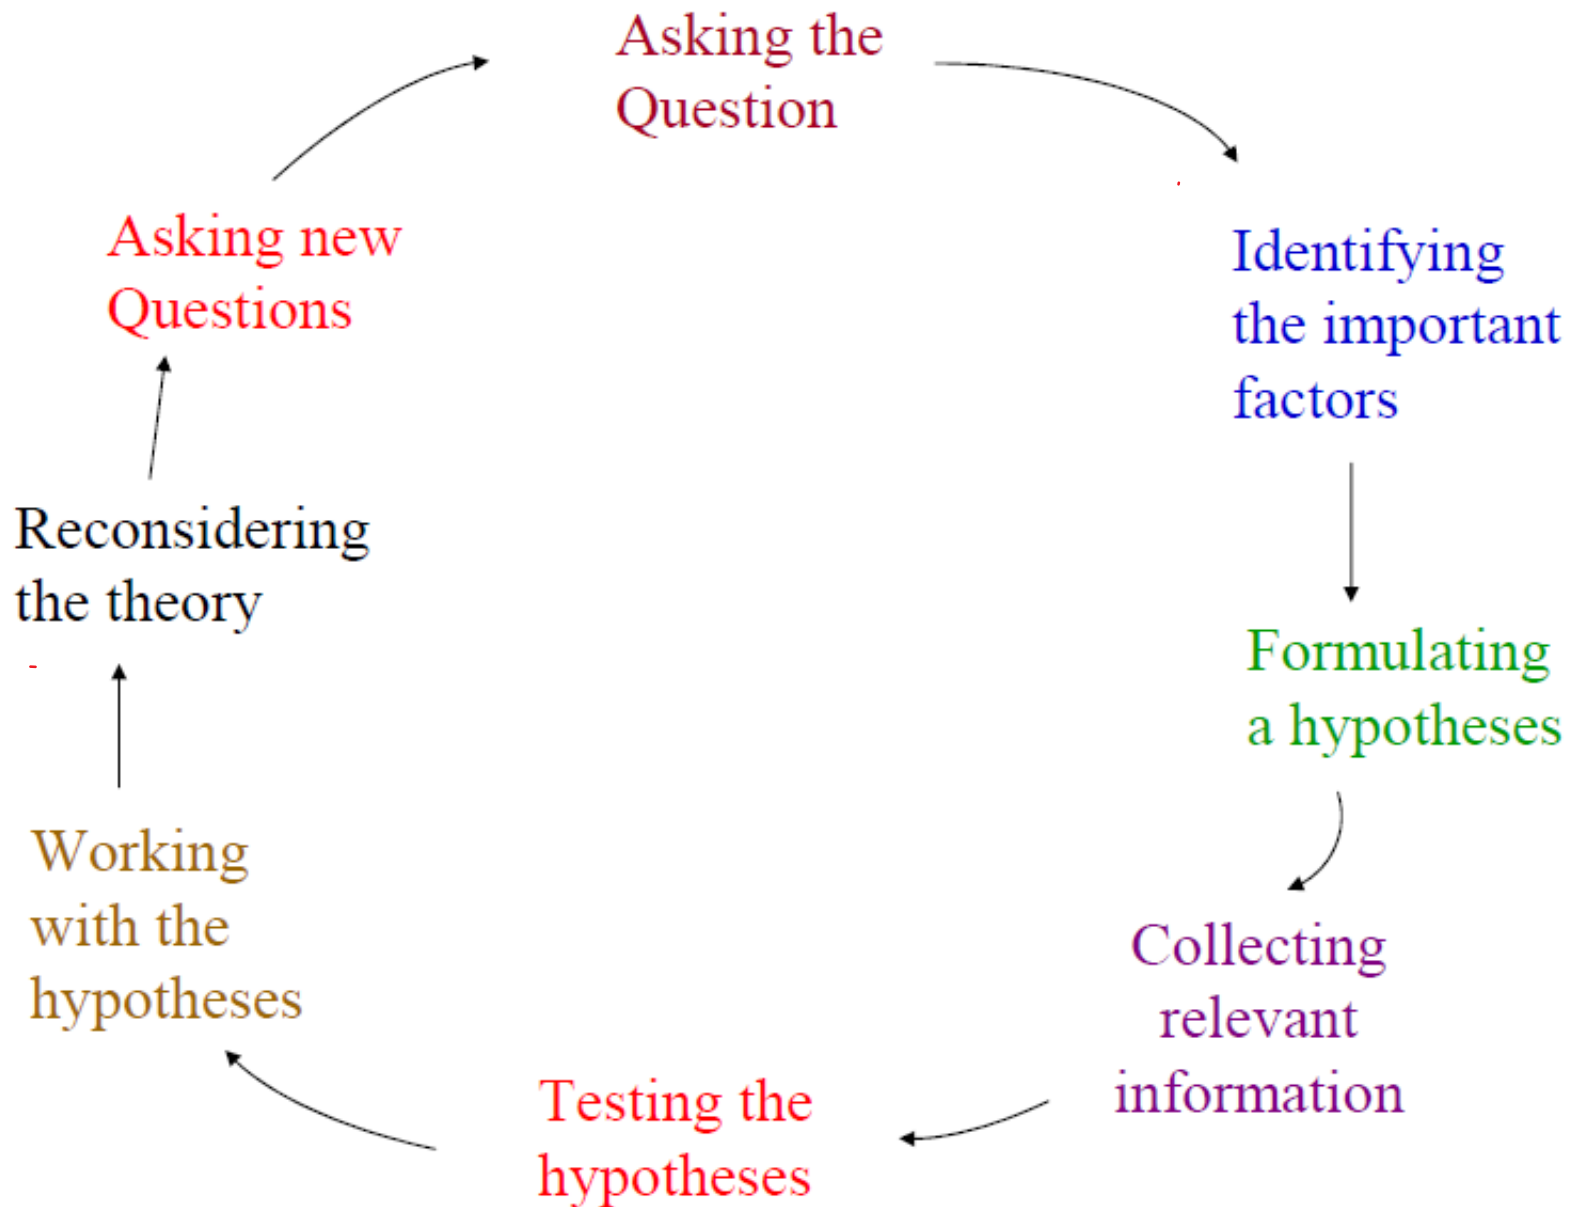 Asking the
Question
Identifying
the important
factors
Formulating
a hypotheses
Collecting
relevant
information
Testing the
hypotheses
Working
with the
hypotheses
Reconsidering
the theory
Asking new
Questions